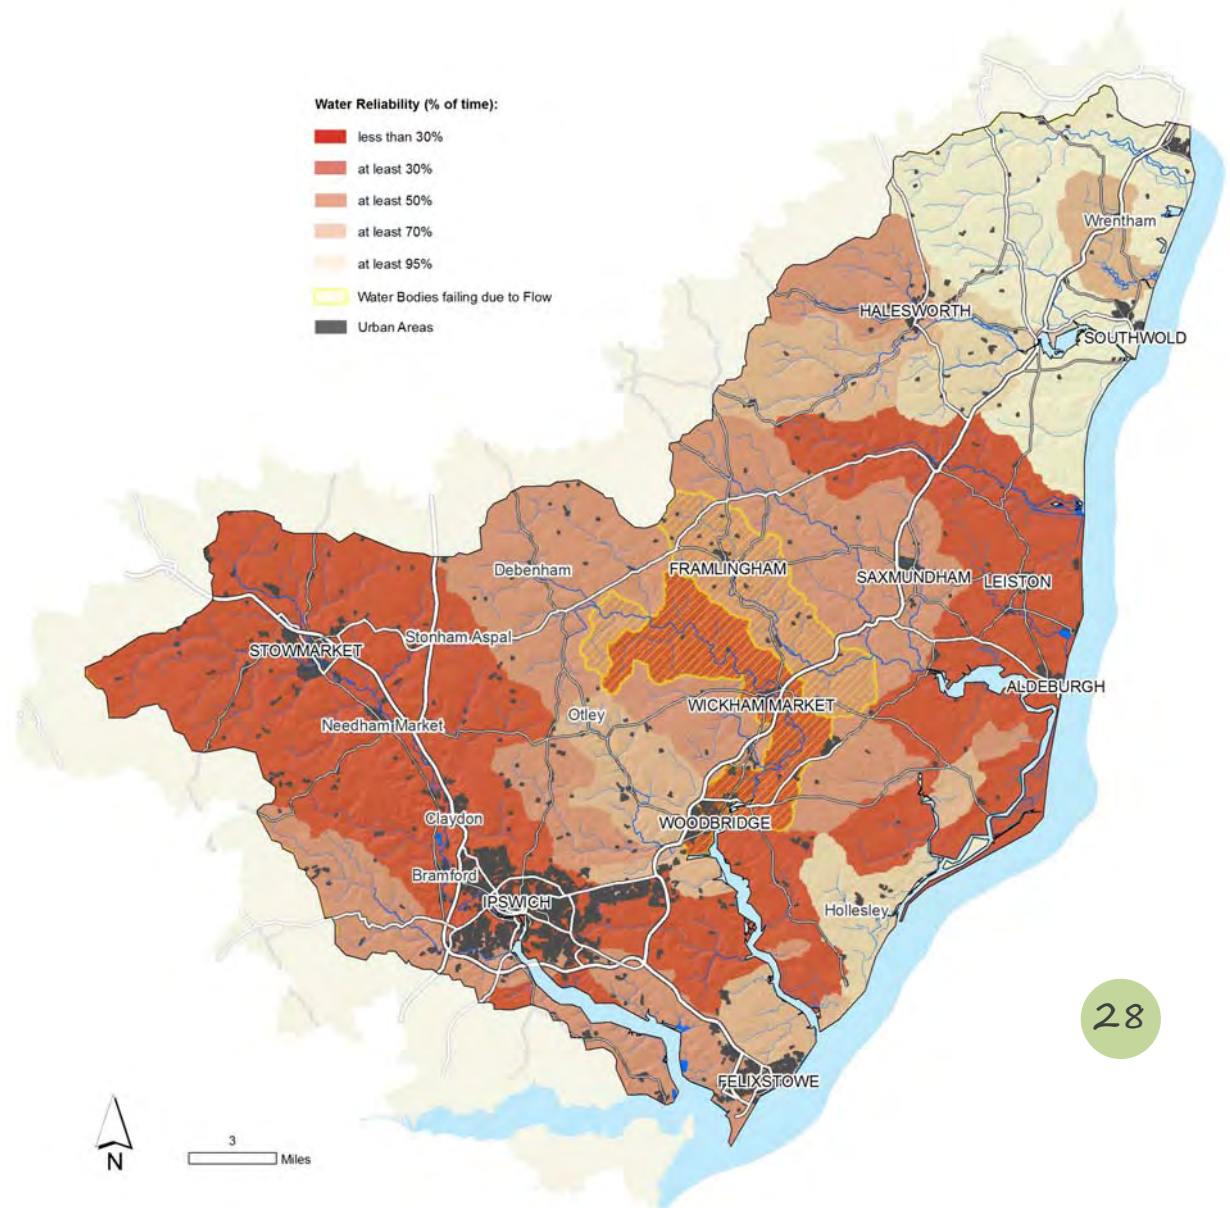 Water Reliability (% of time):
less than 30%
at least 30%
at least 50%
at least 70%
at least 95%
Water Bodies failing due to Flow
Urban Areas
Wrentham
HALESWORTH
SOUTHWOLD
Debenham
FRAMLINGHAM
SAXMUNDHAM
LEISTON
Stonham Aspal
STOWMARKET
ALDEBURGH
WICKHAM MARKET
Otley
Needham Market
Claydon
WOODBRIDGE
Bramford
IPSWICH
Hollesley
28
FELIXSTOWE
3
Miles
N